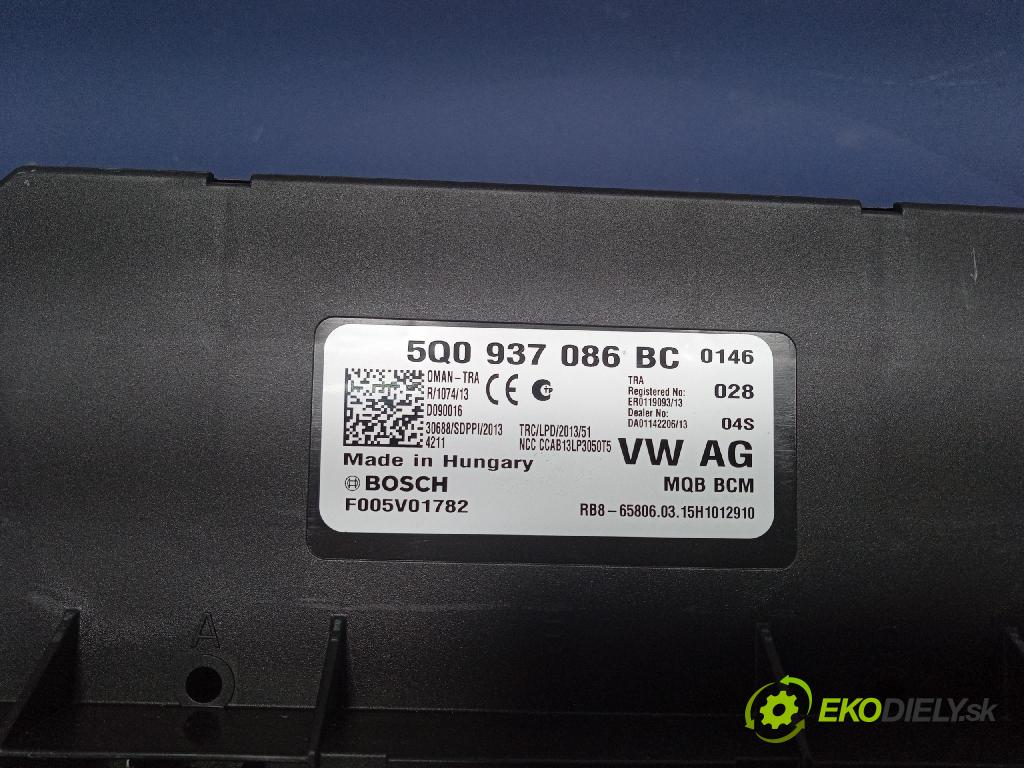 5Q0 937 086 BC 0146
OMAN-TRA
R/1074/13
D090016
CE
TP
TRA
Registered No:
ER0119093/13
Dealer No:
DA01142206/13
028
04S
30688/SDPPI/2013
4211
TRC/LPD/2013/51
NCC CCAB13LP3050T5
VW AG
Made in Hungary
BOSCH
MQB BCM
F005V01782
RB8-65806.03.15H1012910
A
EKODIELY.sk